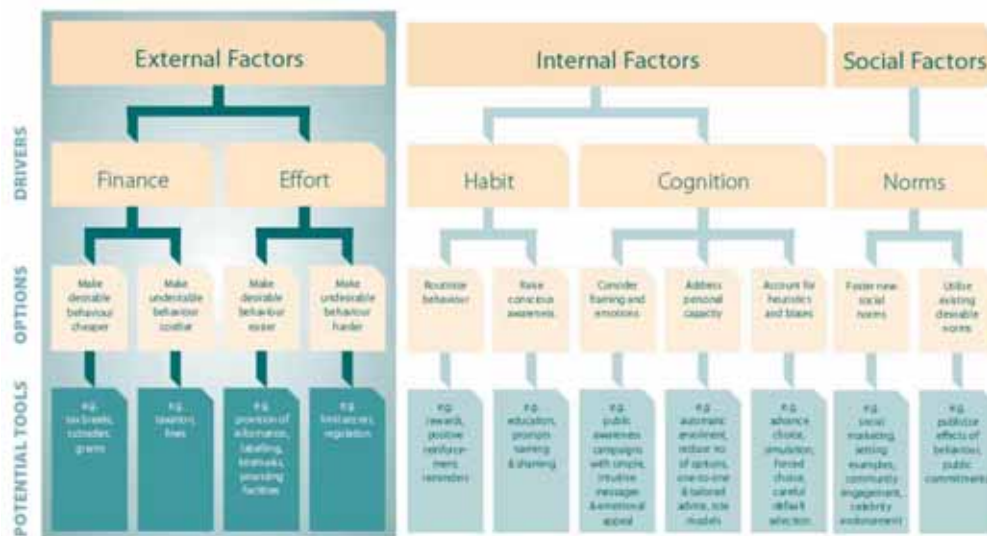 External Factors
Internal Factors
Social Factors
DRIVERS
Finance
Effort
Habit
Cognition
Norms
OPTIONS
Make
desirable
behaviour
cheaper
Make
undesirable
behaviour
costlier
Make
desirable
behaviour
easier
Make
undesirable
behaviour
harder
Routinise
behaviour
Raise
conscious
awareness
Consider
framing and
emotions
Address
personal
capacity
Account for
heuristics
and biases
Foster new
social
norms
Utilise
existing
desirable
norms
POTENTIAL TOOLS
e.g.
tax breaks,
subsidies,
grants
e.g.
taxation,
fines
e.g.
provision of
information,
labelling,
providing
facilities
e.g.
regulation
e.g.
rewards,
positive
reinforce-
ment,
reminders
e.g.
education,
prompts
naming
& shaming
e.g.
public
awareness
campaigns
with simple,
intuitive
messages
& emotional
appeal
e.g.
automatic
enrolment,
reduce no
of options,
one-to-one
& tailored
advice, role
models
e.g.
advance
choice,
simulation,
forced
choice,
careful
default
selection
e.g.
social
marketing,
setting
examples,
community
engagement,
celebrity
endorsement
e.g.
publicise
effects of
behaviour,
public
commitments